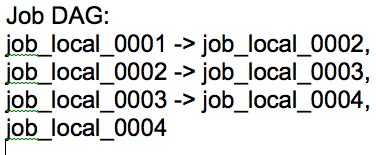 Job DAG:
job_local_0001 -> job_local_0002,
job_local_0002 -> job_local_0003,
job_local_0003 -> job_local_0004,
job_local_0004